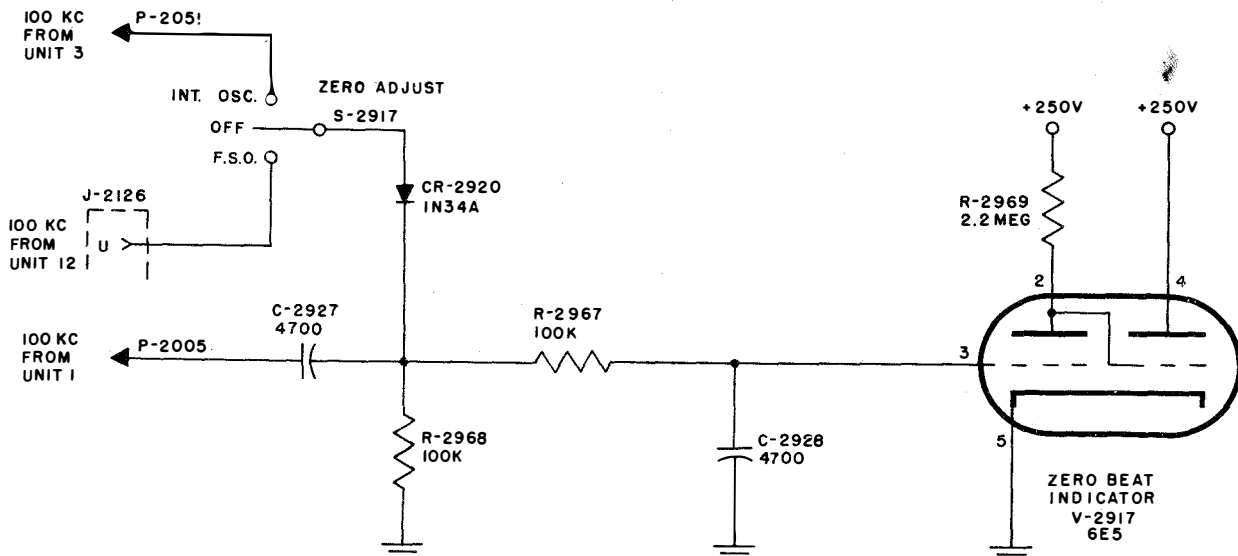 100 KC
FROM
UNIT 3
P-2051
INT. OSC.
ZERO ADJUST
S-2917
OFF
F.S.O.
J-2126
100 KC
FROM
UNIT 12
U
CR-2920
1N34A
+250V
+250V
R-2969
2.2 MEG
2
4
C-2927
4700
R-2967
100K
100 KC
FROM
UNIT 1
P-2005
3
R-2968
100K
C-2928
4700
5
ZERO BEAT
INDICATOR
V-2917
6E5